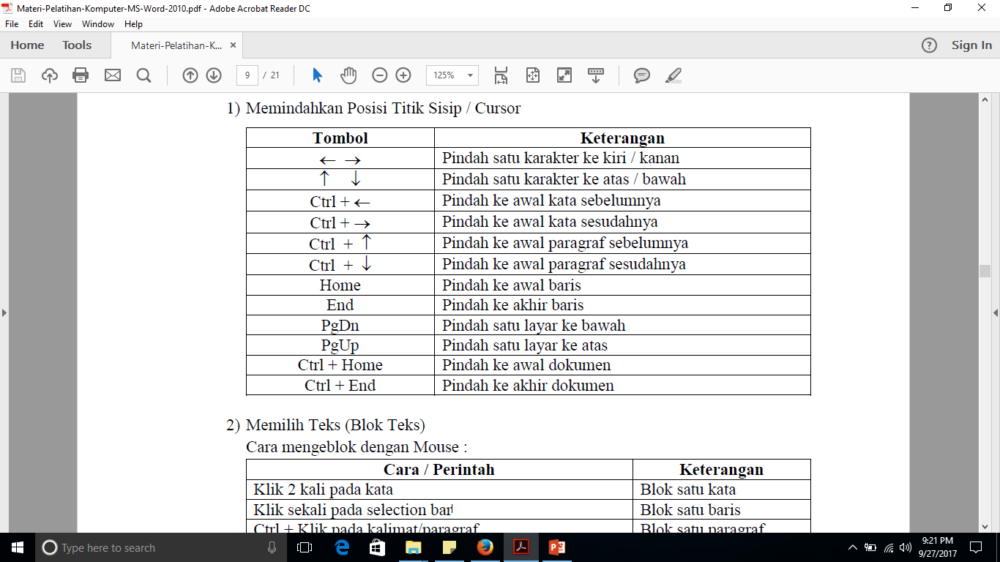 Materi-Pelatihan-Komputer-MS-Word-2010.pdf - Adobe Acrobat Reader DC
File Edit View Window Help
Home Tools Materi-Pelatihan-K... × ? Sign In
9 / 21 125%
1) Memindahkan Posisi Titik Sisip / Cursor
Tombol Keterangan
← → Pindah satu karakter ke kiri / kanan
↑ ↓ Pindah satu karakter ke atas / bawah
Ctrl + ← Pindah ke awal kata sebelumnya
Ctrl + → Pindah ke awal kata sesudahnya
Ctrl + ↑ Pindah ke awal paragraf sebelumnya
Ctrl + ↓ Pindah ke awal paragraf sesudahnya
Home Pindah ke awal baris
End Pindah ke akhir baris
PgDn Pindah satu layar ke bawah
PgUp Pindah satu layar ke atas
Ctrl + Home Pindah ke awal dokumen
Ctrl + End Pindah ke akhir dokumen
2) Memilih Teks (Blok Teks)
Cara mengeblok dengan Mouse :
Cara / Perintah Keterangan
Klik 2 kali pada kata Blok satu kata
Klik sekali pada selection bar Blok satu baris
Ctrl + Klik pada kalimat/paragraf Blok satu paragraf
Type here to search
9:21 PM
9/27/2017